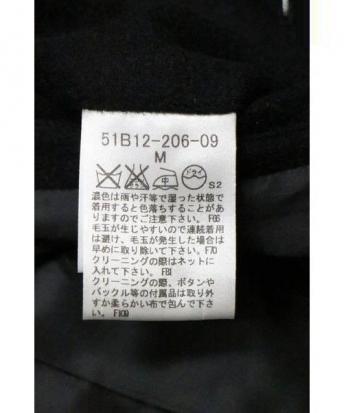 51B12-206-09
M
中 ドライ S2
濃色は雨や汗等で湿った状態で
着用すると色落ちすることがあ
りますのでご注意下さい。 F66
毛玉が生じやすいので連続着用
は避け、毛玉が発生した場合は
早めに取り除いて下さい。F70
クリーニングの際はネットに
入れて下さい。 F81
クリーニングの際、ボタンや
バックル等の付属品は取り外
すか柔らかい布で包んで下さ
い。 F109